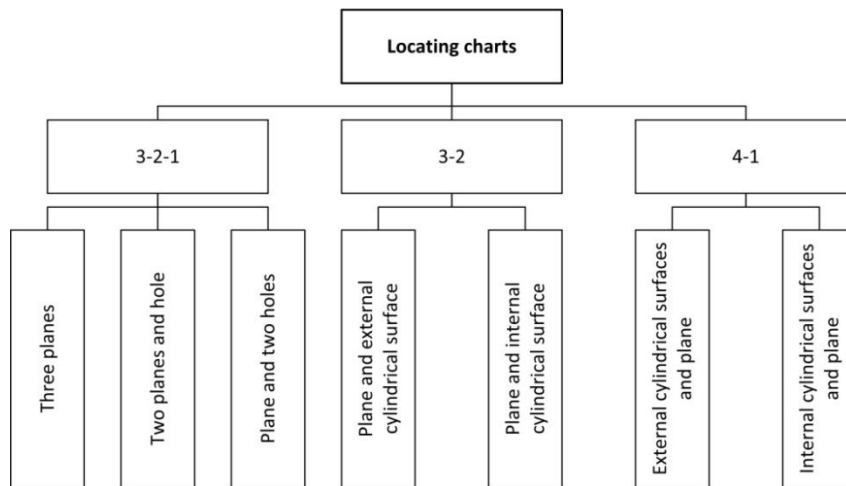 Locating charts
3-2-1
3-2
4-1
Three planes
Two planes and hole
Plane and two holes
Plane and external
cylindrical surface
Plane and internal
cylindrical surface
External cylindrical surfaces
and plane
Internal cylindrical surfaces
and plane